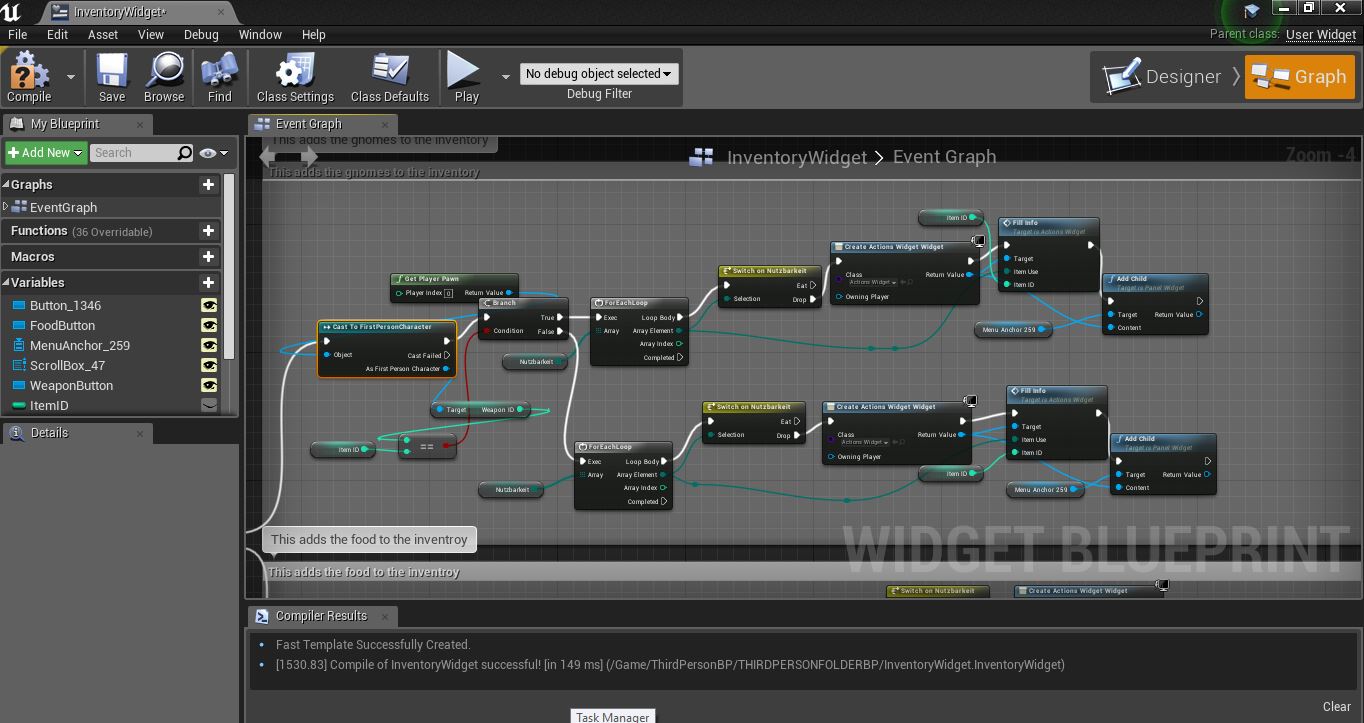 InventoryWidget*
File Edit Asset View Debug Window Help
Parent class: User Widget
Compile
Save
Browse
Find
Class Settings
Class Defaults
Play
No debug object selected
Debug Filter
Designer
Graph
My Blueprint
Add New
Search
Graphs
EventGraph
Functions (36 Overridable)
Macros
Variables
Button_1346
FoodButton
MenuAnchor_259
ScrollBox_47
WeaponButton
ItemID
Details
Event Graph
This adds the gnomes to the inventory
InventoryWidget > Event Graph
Zoom -4
This adds the gnomes to the inventory
Get Player Pawn
Player Index 0
Return Value
Cast To FirstPersonCharacter
Object
Cast Failed
As First Person Character
Branch
True
Condition
False
Nutzbarkeit
ForEachLoop
Exec
Loop Body
Array
Array Element
Array Index
Completed
Switch on Nutzbarkeit
Eat
Selection
Drop
Create Actions Widget Widget
Class
Actions Widget
Return Value
Owning Player
Item ID
Fill Info
Target is Actions Widget
Target
Item Use
Item ID
Menu Anchor 259
Add Child
Target is Panel Widget
Target
Return Value
Content
Target
Weapon ID
Item ID
==
Nutzbarkeit
ForEachLoop
Exec
Loop Body
Array
Array Element
Array Index
Completed
Switch on Nutzbarkeit
Eat
Selection
Drop
Create Actions Widget Widget
Class
Actions Widget
Return Value
Owning Player
Item ID
Fill Info
Target is Actions Widget
Target
Item Use
Item ID
Menu Anchor 259
Add Child
Target is Panel Widget
Target
Return Value
Content
This adds the food to the inventroy
WIDGET BLUEPRINT
This adds the food to the inventroy
Switch on Nutzbarkeit
Create Actions Widget Widget
Compiler Results
Fast Template Successfully Created.
[1530.83] Compile of InventoryWidget successful! [in 149 ms] (/Game/ThirdPersonBP/THIRDPERSONFOLDERBP/InventoryWidget.InventoryWidget)
Clear
Task Manager